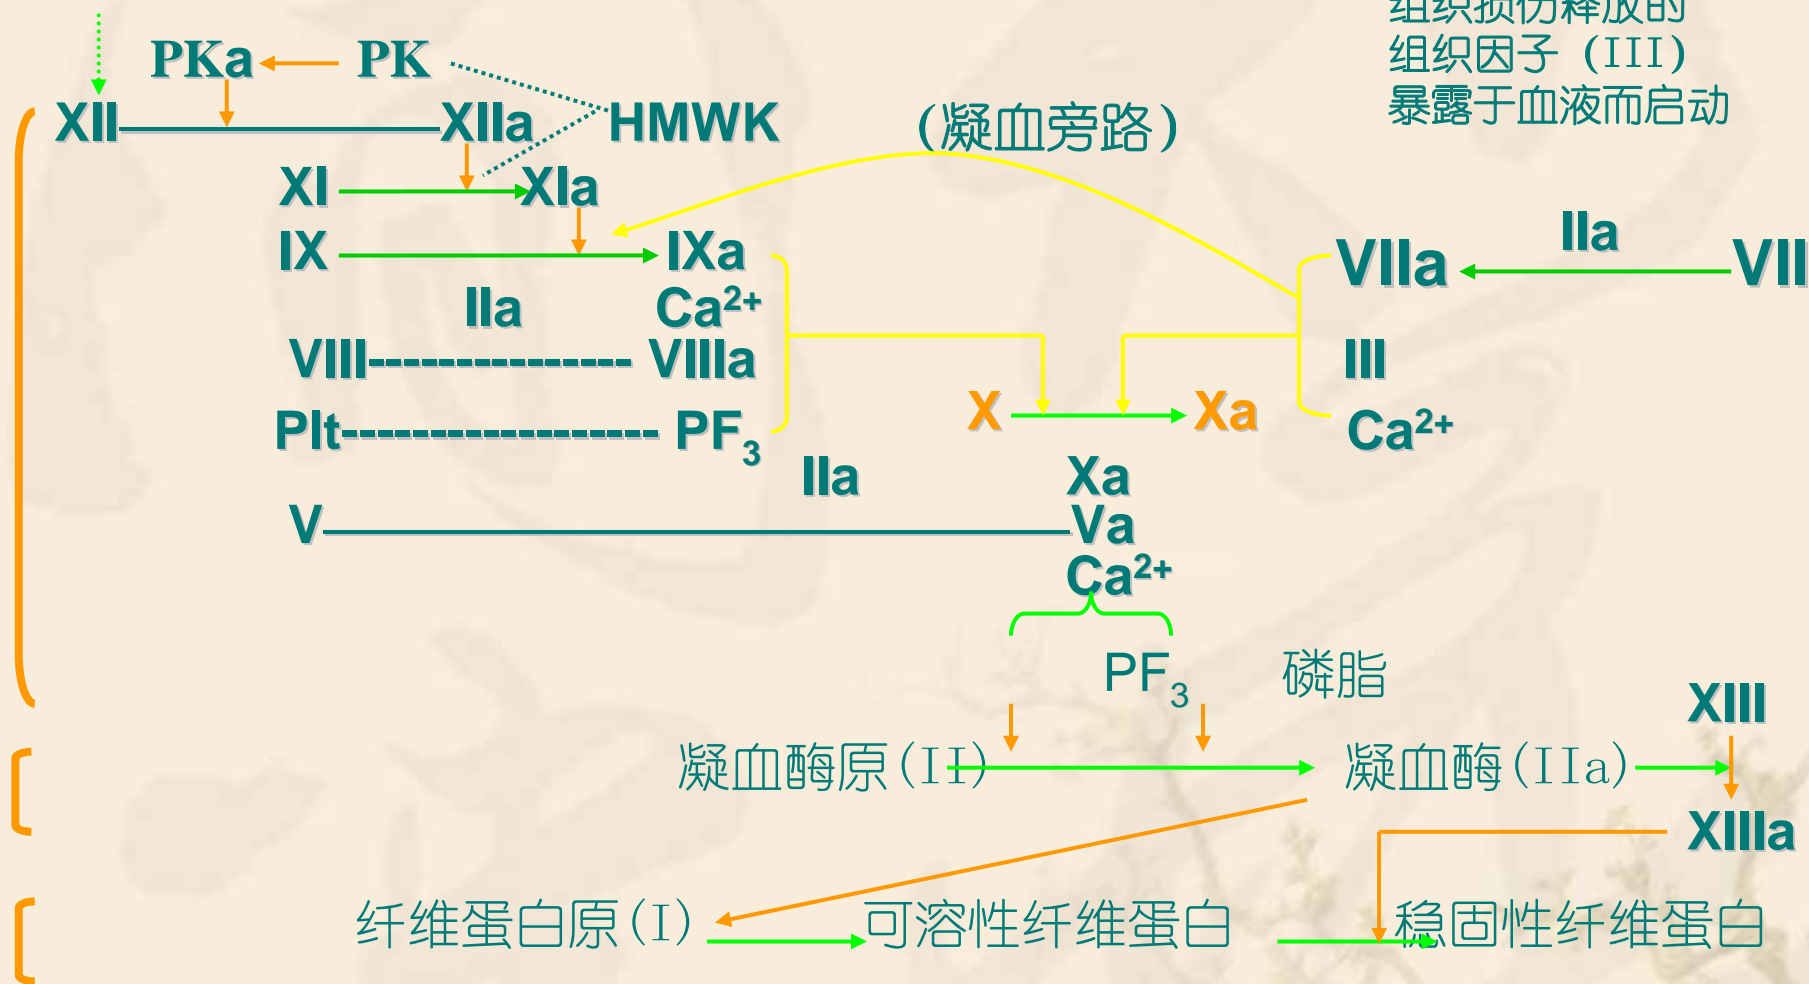 组织损伤释放的
PKa PK 组织因子 (III)
XII XIIa HMWK (凝血旁路) 暴露于血液而启动
XI XIa
IX IXa VIIa IIa VII
IIa Ca2+
VIII VIIIa III
X Xa
Plt PF3 Ca2+
IIa Xa
V Va
Ca2+
PF3 磷脂
XIII
凝血酶原(II) 凝血酶(IIa)
XIIIa
纤维蛋白原(I) 可溶性纤维蛋白 稳固性纤维蛋白